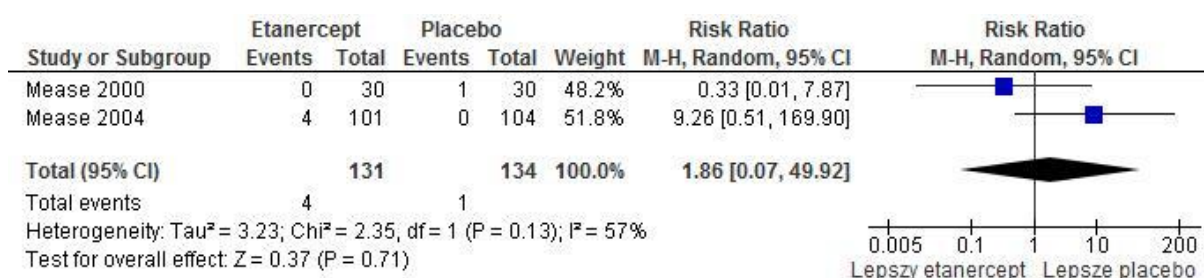 Etanercept Placebo Risk Ratio Risk Ratio
Study or Subgroup Events Total Events Total Weight M-H, Random, 95% CI M-H, Random, 95% CI
Mease 2000 0 30 1 30 48.2% 0.33 [0.01, 7.87]
Mease 2004 4 101 0 104 51.8% 9.26 [0.51, 169.90]
Total (95% CI) 131 134 100.0% 1.86 [0.07, 49.92]
Total events 4 1
Heterogeneity: Tau² = 3.23; Chi² = 2.35, df = 1 (P = 0.13); I² = 57%
Test for overall effect: Z = 0.37 (P = 0.71)
0.005 0.1 1 10 200
Lepszy etanercept Lepsze placebo